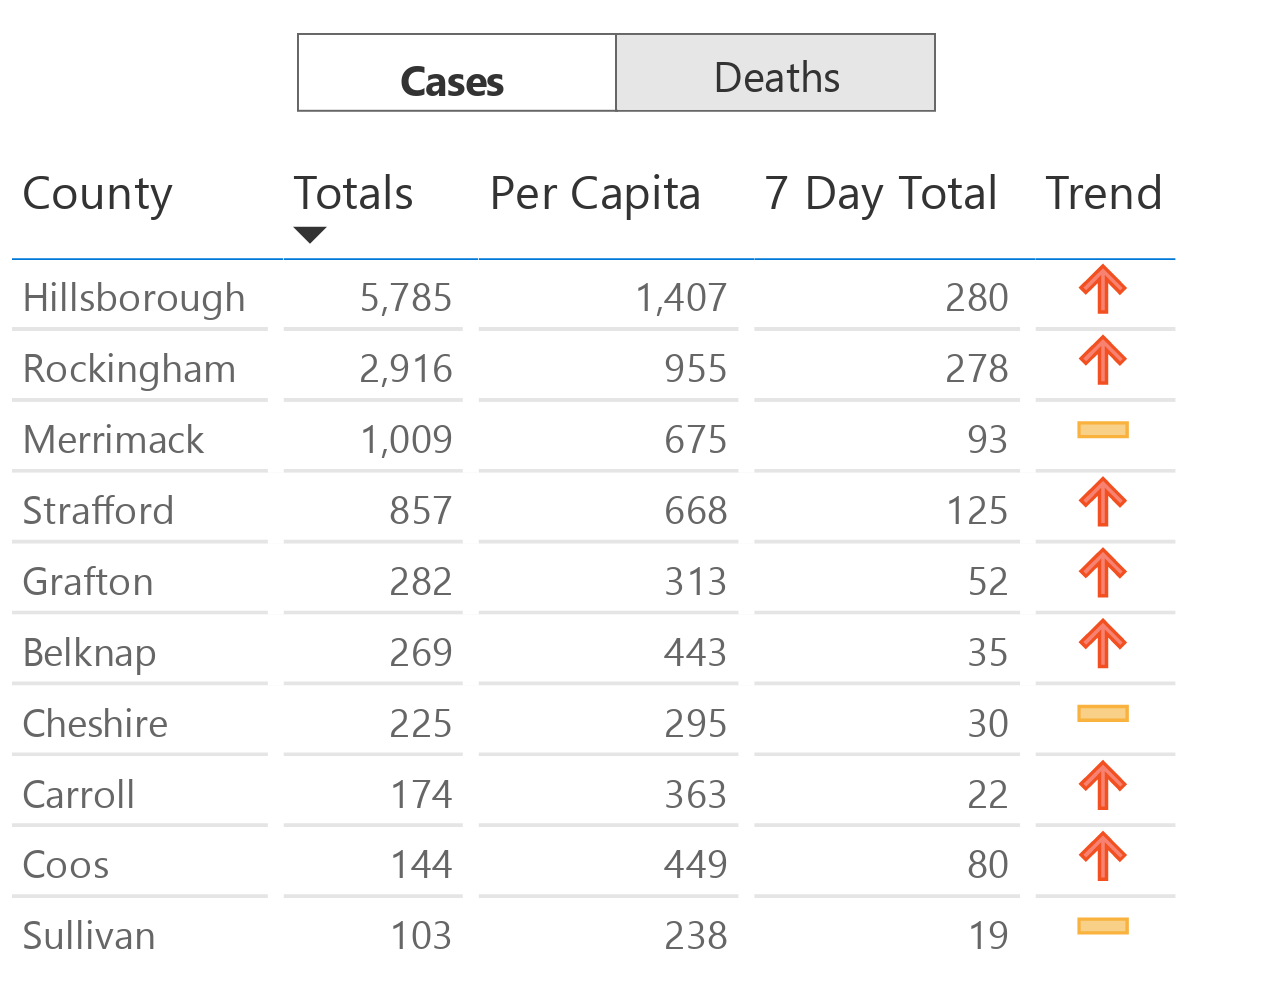 Cases Deaths
County Totals Per Capita 7 Day Total Trend
Hillsborough 5,785 1,407 280
Rockingham 2,916 955 278
Merrimack 1,009 675 93
Strafford 857 668 125
Grafton 282 313 52
Belknap 269 443 35
Cheshire 225 295 30
Carroll 174 363 22
Coos 144 449 80
Sullivan 103 238 19